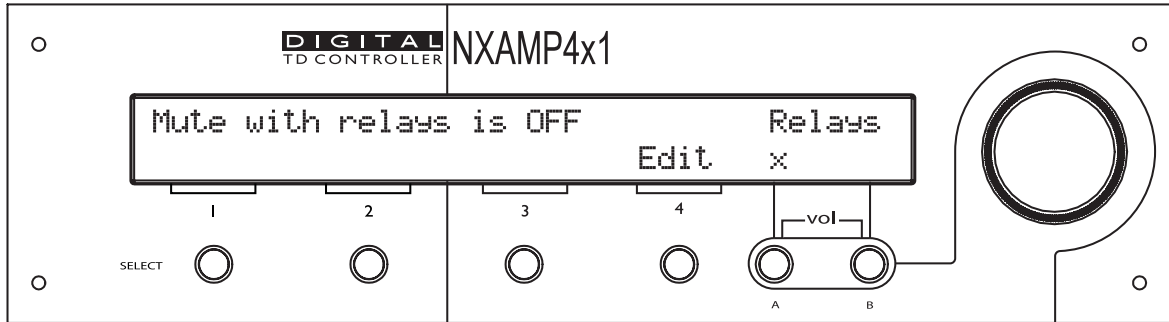 DIGITAL
TD CONTROLLER
NXAMP4x1
Mute with relays is OFF Relays
Edit x
1 2 3 4
vol
SELECT
A B